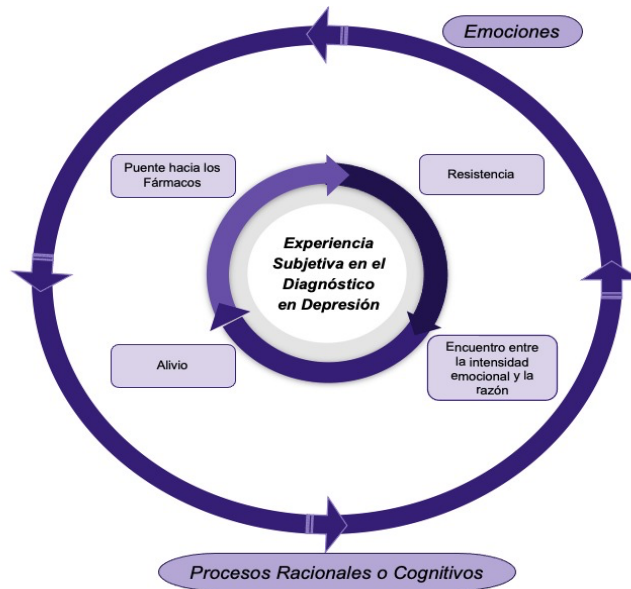 Emociones
Puente hacia los
Fármacos
Resistencia
Experiencia
Subjetiva en el
Diagnóstico
en Depresión
Alivio
Encuentro entre
la intensidad
emocional y la
razón
Procesos Racionales o Cognitivos